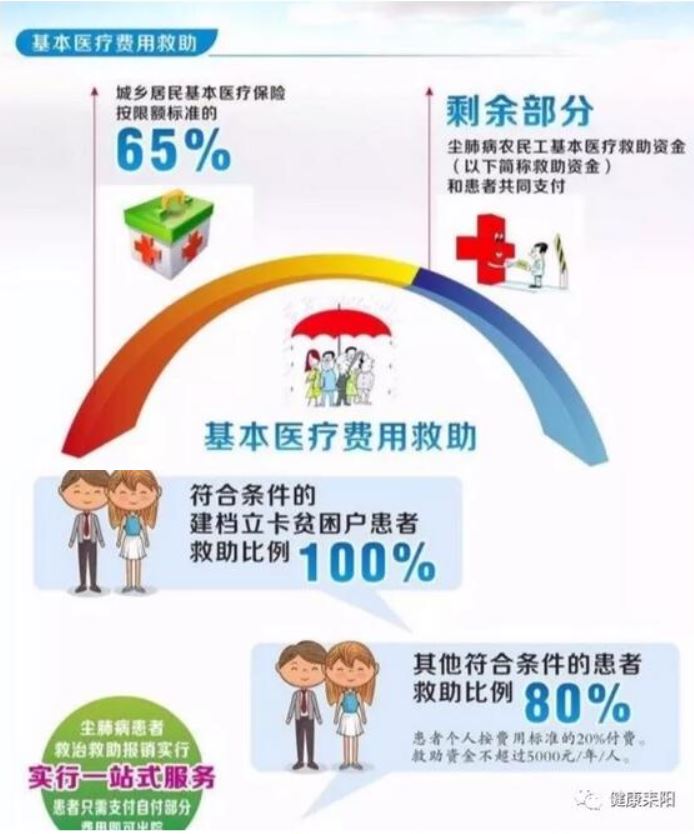 基本医疗费用救助
城乡居民基本医疗保险
按限额标准的
65%
剩余部分
尘肺病农民工基本医疗救助资金
（以下简称救助资金）
和患者共同支付
基本医疗费用救助
符合条件的
建档立卡贫困户患者
救助比例100%
其他符合条件的患者
救助比例80%
患者个人按费用标准的20%付费。
救助资金不超过5000元/年/人。
尘肺病患者
救治救助报销实行
实行一站式服务
患者只需支付自付部分
费用即可出院
健康耒阳